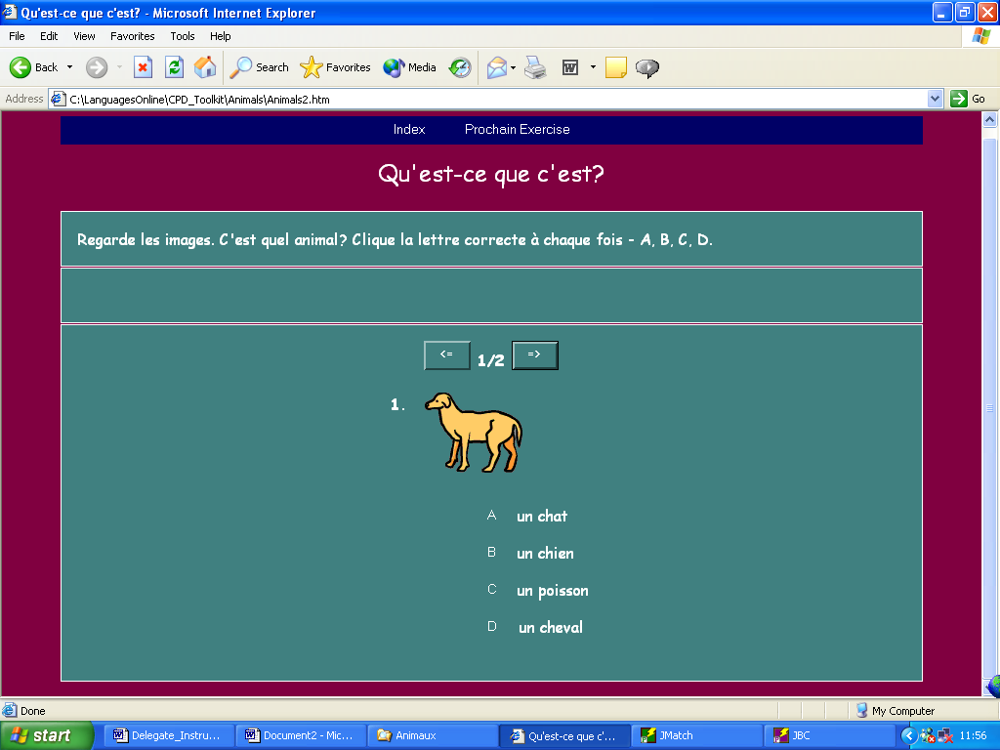 Qu'est-ce que c'est? - Microsoft Internet Explorer
File Edit View Favorites Tools Help
Back Search Favorites Media
Address C:\LanguagesOnline\CPD_Toolkit\Animals\Animals2.htm Go
Index Prochain Exercise
Qu'est-ce que c'est?
Regarde les images. C'est quel animal? Clique la lettre correcte à chaque fois - A, B, C, D.
<= 1/2 =>
1.
A un chat
B un chien
C un poisson
D un cheval
Done My Computer
start Delegate_Instru... Document2 - Mic... Animaux Qu'est-ce que c'... JMatch JBC 11:56